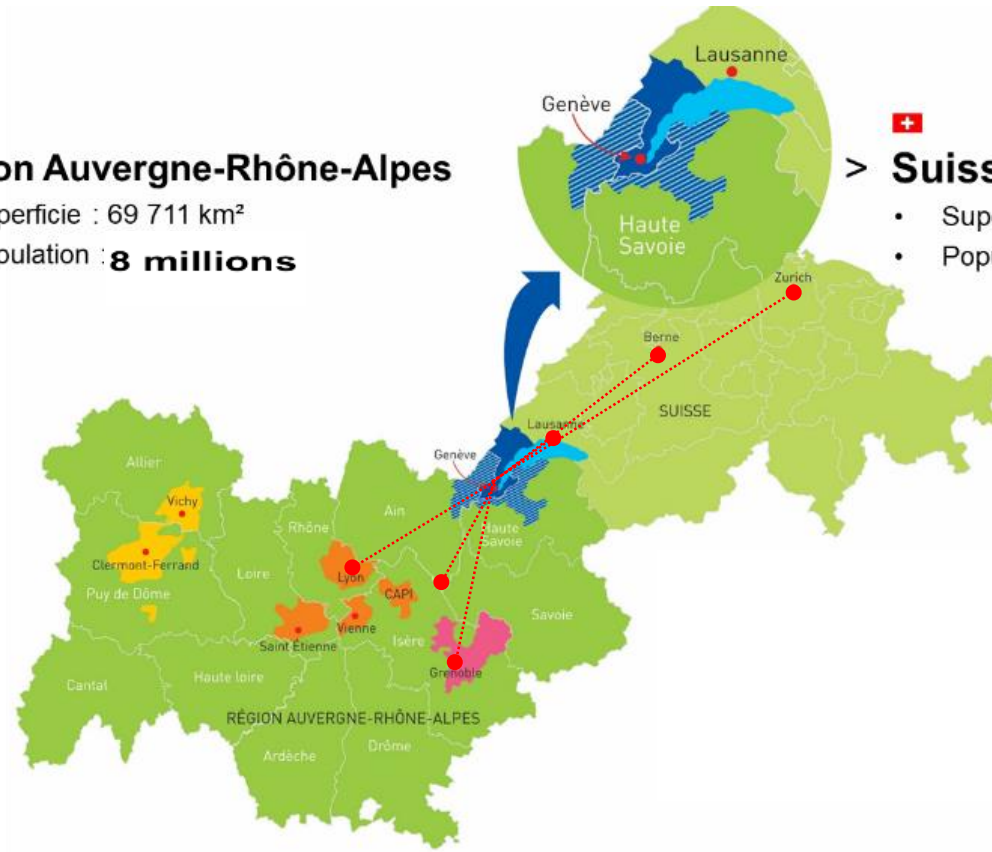 Lausanne
Genève
on Auvergne-Rhône-Alpes
> Suiss
perficie : 69 711 km²
• Sup
oulation : 8 millions
• Popu
Haute
Savoie
Zurich
Berne
SUISSE
Lausanne
Genève
Allier
Vichy
Ain
Rhône
Haute
Savoie
Clermont-Ferrand
Loire
Lyon
Puy de Dôme
CAPI
Savoie
Vienne
Isère
Saint-Étienne
Grenoble
Haute loire
Cantal
RÉGION AUVERGNE-RHÔNE-ALPES
Drôme
Ardèche